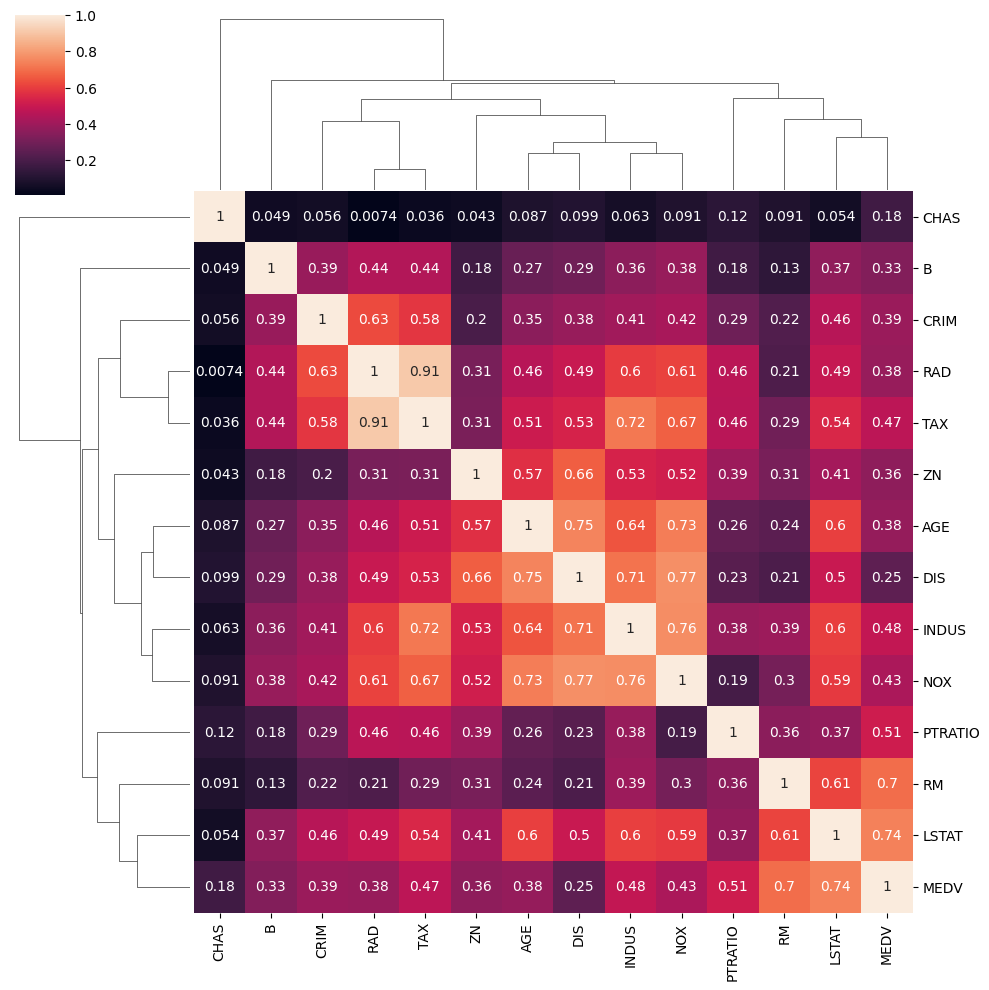 1.0
0.8
0.6
0.4
0.2
1 0.049 0.056 0.0074 0.036 0.043 0.087 0.099 0.063 0.091 0.12 0.091 0.054 0.18 CHAS
0.049 1 0.39 0.44 0.44 0.18 0.27 0.29 0.36 0.38 0.18 0.13 0.37 0.33 B
0.056 0.39 1 0.63 0.58 0.2 0.35 0.38 0.41 0.42 0.29 0.22 0.46 0.39 CRIM
0.0074 0.44 0.63 1 0.91 0.31 0.46 0.49 0.6 0.61 0.46 0.21 0.49 0.38 RAD
0.036 0.44 0.58 0.91 1 0.31 0.51 0.53 0.72 0.67 0.46 0.29 0.54 0.47 TAX
0.043 0.18 0.2 0.31 0.31 1 0.57 0.66 0.53 0.52 0.39 0.31 0.41 0.36 ZN
0.087 0.27 0.35 0.46 0.51 0.57 1 0.75 0.64 0.73 0.26 0.24 0.6 0.38 AGE
0.099 0.29 0.38 0.49 0.53 0.66 0.75 1 0.71 0.77 0.23 0.21 0.5 0.25 DIS
0.063 0.36 0.41 0.6 0.72 0.53 0.64 0.71 1 0.76 0.38 0.39 0.6 0.48 INDUS
0.091 0.38 0.42 0.61 0.67 0.52 0.73 0.77 0.76 1 0.19 0.3 0.59 0.43 NOX
0.12 0.18 0.29 0.46 0.46 0.39 0.26 0.23 0.38 0.19 1 0.36 0.37 0.51 PTRATIO
0.091 0.13 0.22 0.21 0.29 0.31 0.24 0.21 0.39 0.3 0.36 1 0.61 0.7 RM
0.054 0.37 0.46 0.49 0.54 0.41 0.6 0.5 0.6 0.59 0.37 0.61 1 0.74 LSTAT
0.18 0.33 0.39 0.38 0.47 0.36 0.38 0.25 0.48 0.43 0.51 0.7 0.74 1 MEDV
CHAS B CRIM RAD TAX ZN AGE DIS INDUS NOX PTRATIO RM LSTAT MEDV